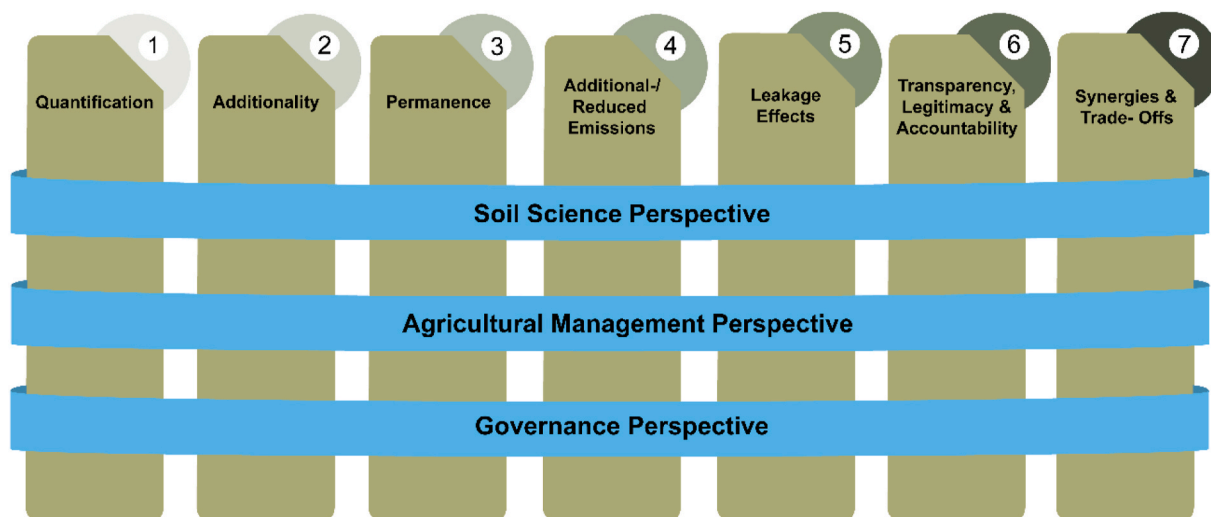 1
Quantification
2
Additionality
3
Permanence
4
Additional-/
Reduced
Emissions
5
Leakage
Effects
6
Transparency,
Legitimacy &
Accountability
7
Synergies &
Trade- Offs
Soil Science Perspective
Agricultural Management Perspective
Governance Perspective